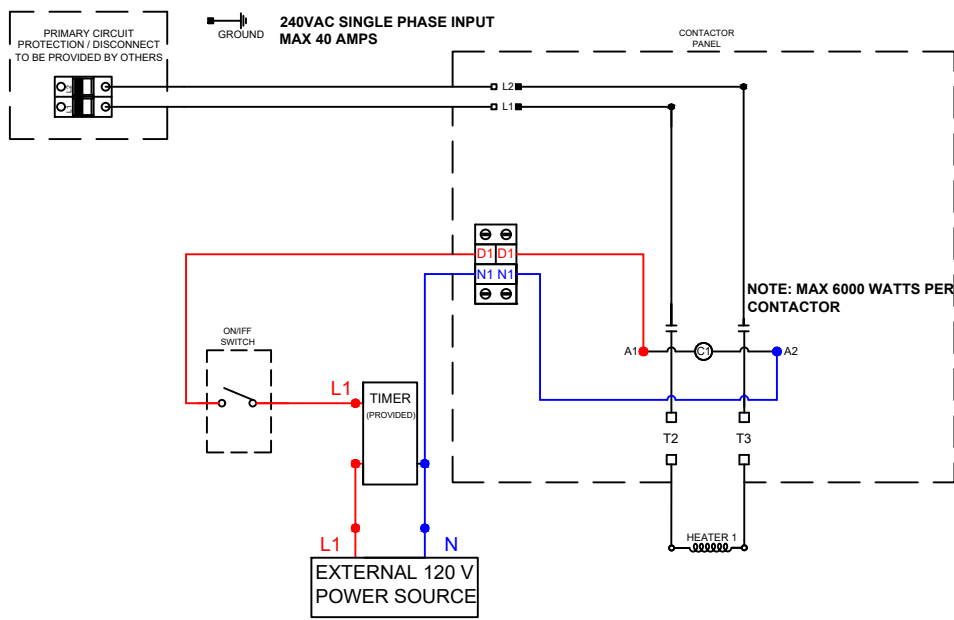 PRIMARY CIRCUIT
PROTECTION / DISCONNECT
TO BE PROVIDED BY OTHERS
L2
L1
GROUND
240VAC SINGLE PHASE INPUT
MAX 40 AMPS
CONTACTOR
PANEL
L2
L1
D1 D1
N1 N1
NOTE: MAX 6000 WATTS PER
CONTACTOR
A1
C1
A2
ON/IFF
SWITCH
L1
TIMER
(PROVIDED)
T2
T3
HEATER 1
L1
N
EXTERNAL 120 V
POWER SOURCE